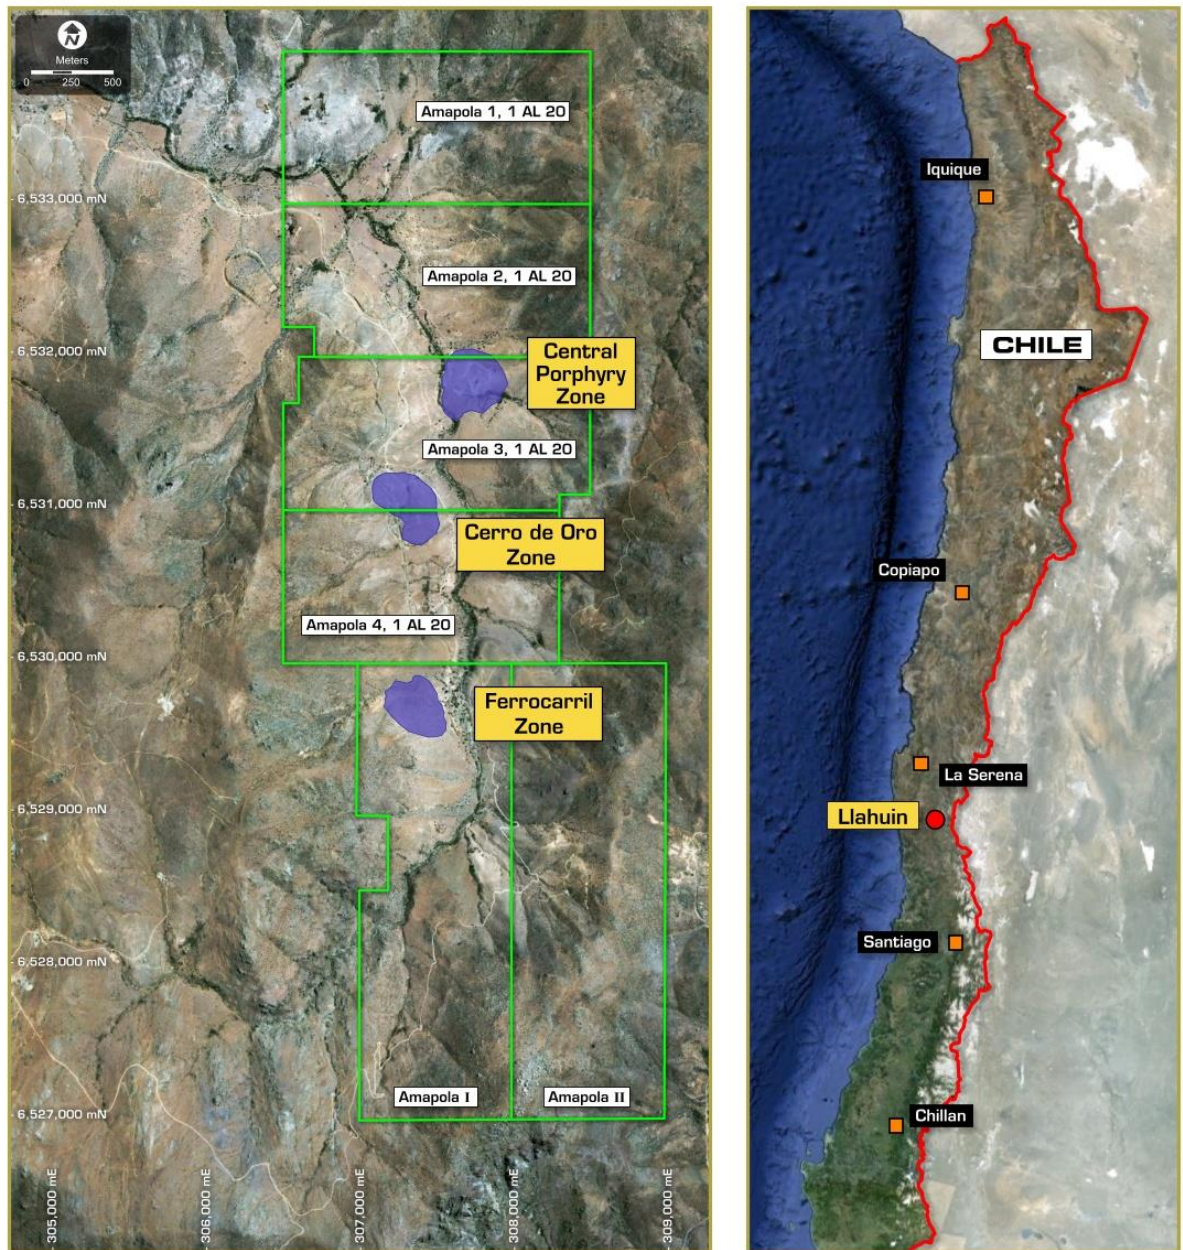 N
Meters
0 250 500
Amapola 1, 1 AL 20
6,533,000 mN
Amapola 2, 1 AL 20
6,532,000 mN
Central
Porphyry
Zone
Amapola 3, 1 AL 20
6,531,000 mN
Cerro de Oro
Zone
Amapola 4, 1 AL 20
6,530,000 mN
Ferrocarril
Zone
6,529,000 mN
6,528,000 mN
Amapola I
Amapola II
6,527,000 mN
305,000 mE
306,000 mE
307,000 mE
308,000 mE
309,000 mE
Iquique
CHILE
Copiapo
La Serena
Llahuin
Santiago
Chillan